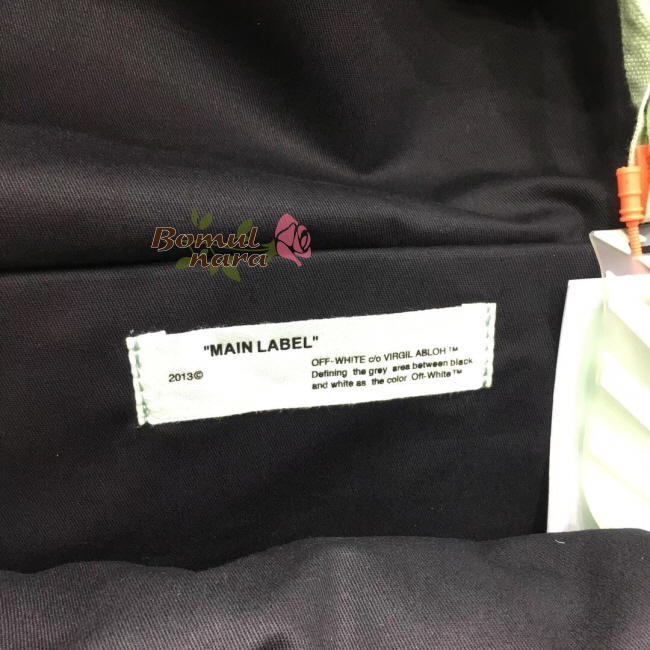 Bomul
nara
"MAIN LABEL"
2013©
OFF-WHITE c/o VIRGIL ABLOH™
Defining the grey area between black
and white as the color Off-White™